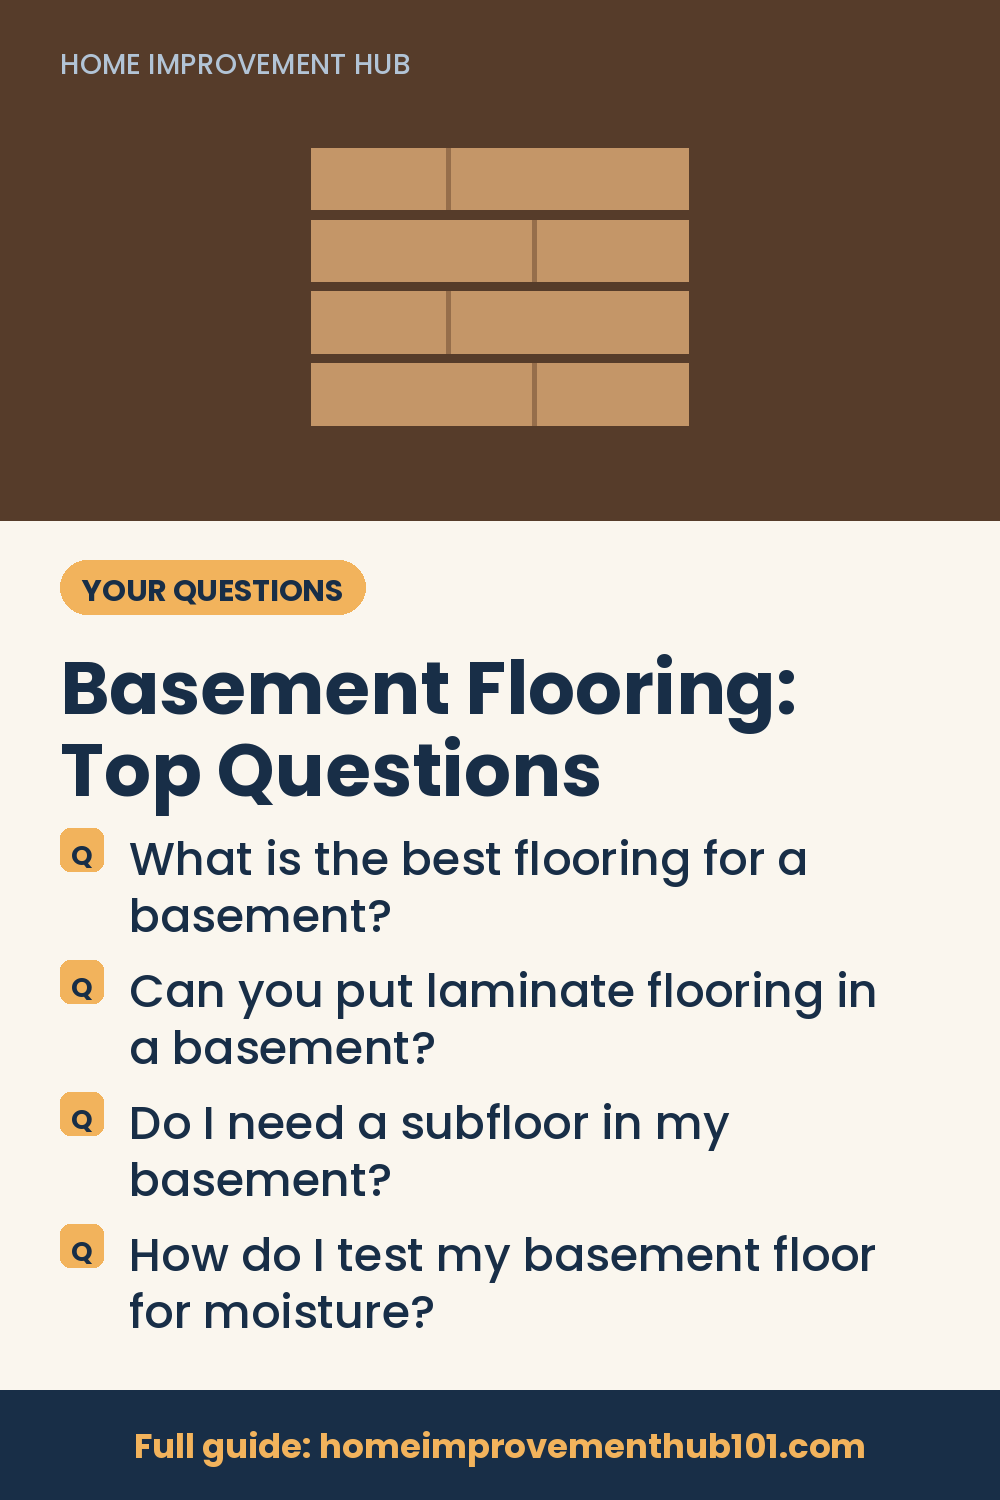 HOME IMPROVEMENT HUB
YOUR QUESTIONS
Basement Flooring:
Top Questions
Q What is the best flooring for a
basement?
Q Can you put laminate flooring in
a basement?
Q Do I need a subfloor in my
basement?
Q How do I test my basement floor
for moisture?
Full guide: homeimprovementhub101.com